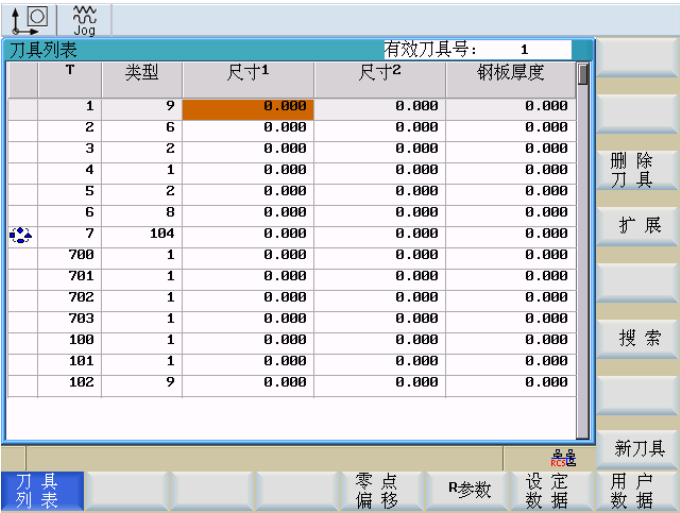 Jog
刀具列表 有效刀具号: 1
T 类型 尺寸1 尺寸2 钢板厚度
1 9 0.000 0.000 0.000
2 6 0.000 0.000 0.000
3 2 0.000 0.000 0.000
4 1 0.000 0.000 0.000
5 2 0.000 0.000 0.000
6 8 0.000 0.000 0.000
7 104 0.000 0.000 0.000
700 1 0.000 0.000 0.000
701 1 0.000 0.000 0.000
702 1 0.000 0.000 0.000
703 1 0.000 0.000 0.000
100 1 0.000 0.000 0.000
101 1 0.000 0.000 0.000
102 9 0.000 0.000 0.000
删除
刀具
扩展
搜索
新刀具
RCS
刀具
列表
零点
偏移
R参数
设定
数据
用户
数据